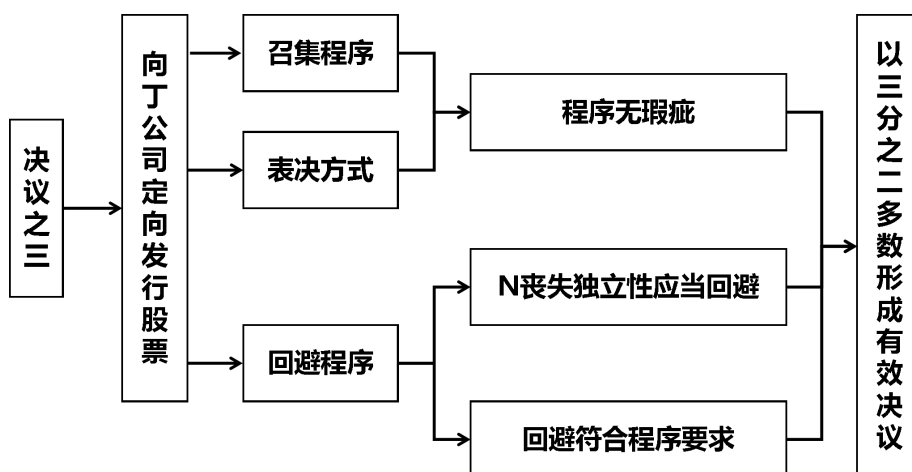 决议之三
向丁公司定向发行股票
召集程序
表决方式
回避程序
程序无瑕疵
N丧失独立性应当回避
回避符合程序要求
以三分之二多数形成有效决议